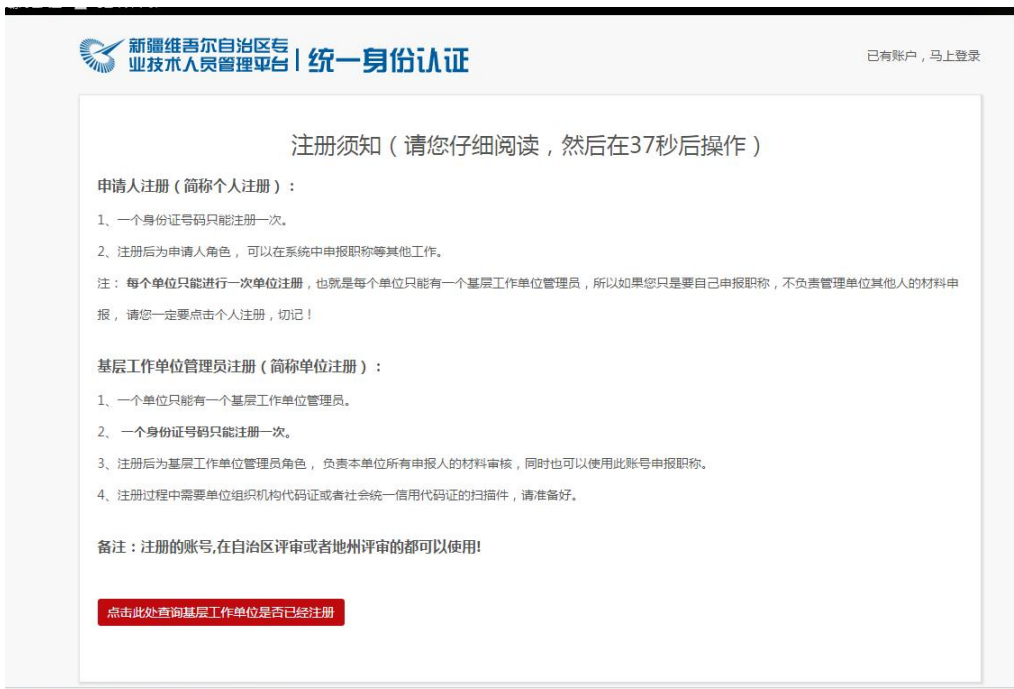 新疆维吾尔自治区专
业技术人员管理平台
统一身份认证
已有账户，马上登录
注册须知（请您仔细阅读，然后在37秒后操作）
申请人注册（简称个人注册）：
1、一个身份证号码只能注册一次。
2、注册后为申请人角色， 可以在系统中申报职称等其他工作。
注： 每个单位只能进行一次单位注册，也就是每个单位只能有一个基层工作单位管理员，所以如果您只是要自己申报职称，不负责管理单位其他人的材料申
报， 请您一定要点击个人注册，切记！
基层工作单位管理员注册（简称单位注册）：
1、一个单位只能有一个基层工作单位管理员。
2、 一个身份证号码只能注册一次。
3、注册后为基层工作单位管理员角色， 负责本单位所有申报人的材料审核，同时也可以使用此账号申报职称。
4、注册过程中需要单位组织机构代码证或者社会统一信用代码证的扫描件，请准备好。
备注：注册的账号,在自治区评审或者地州评审的都可以使用!
点击此处查询基层工作单位是否已经注册